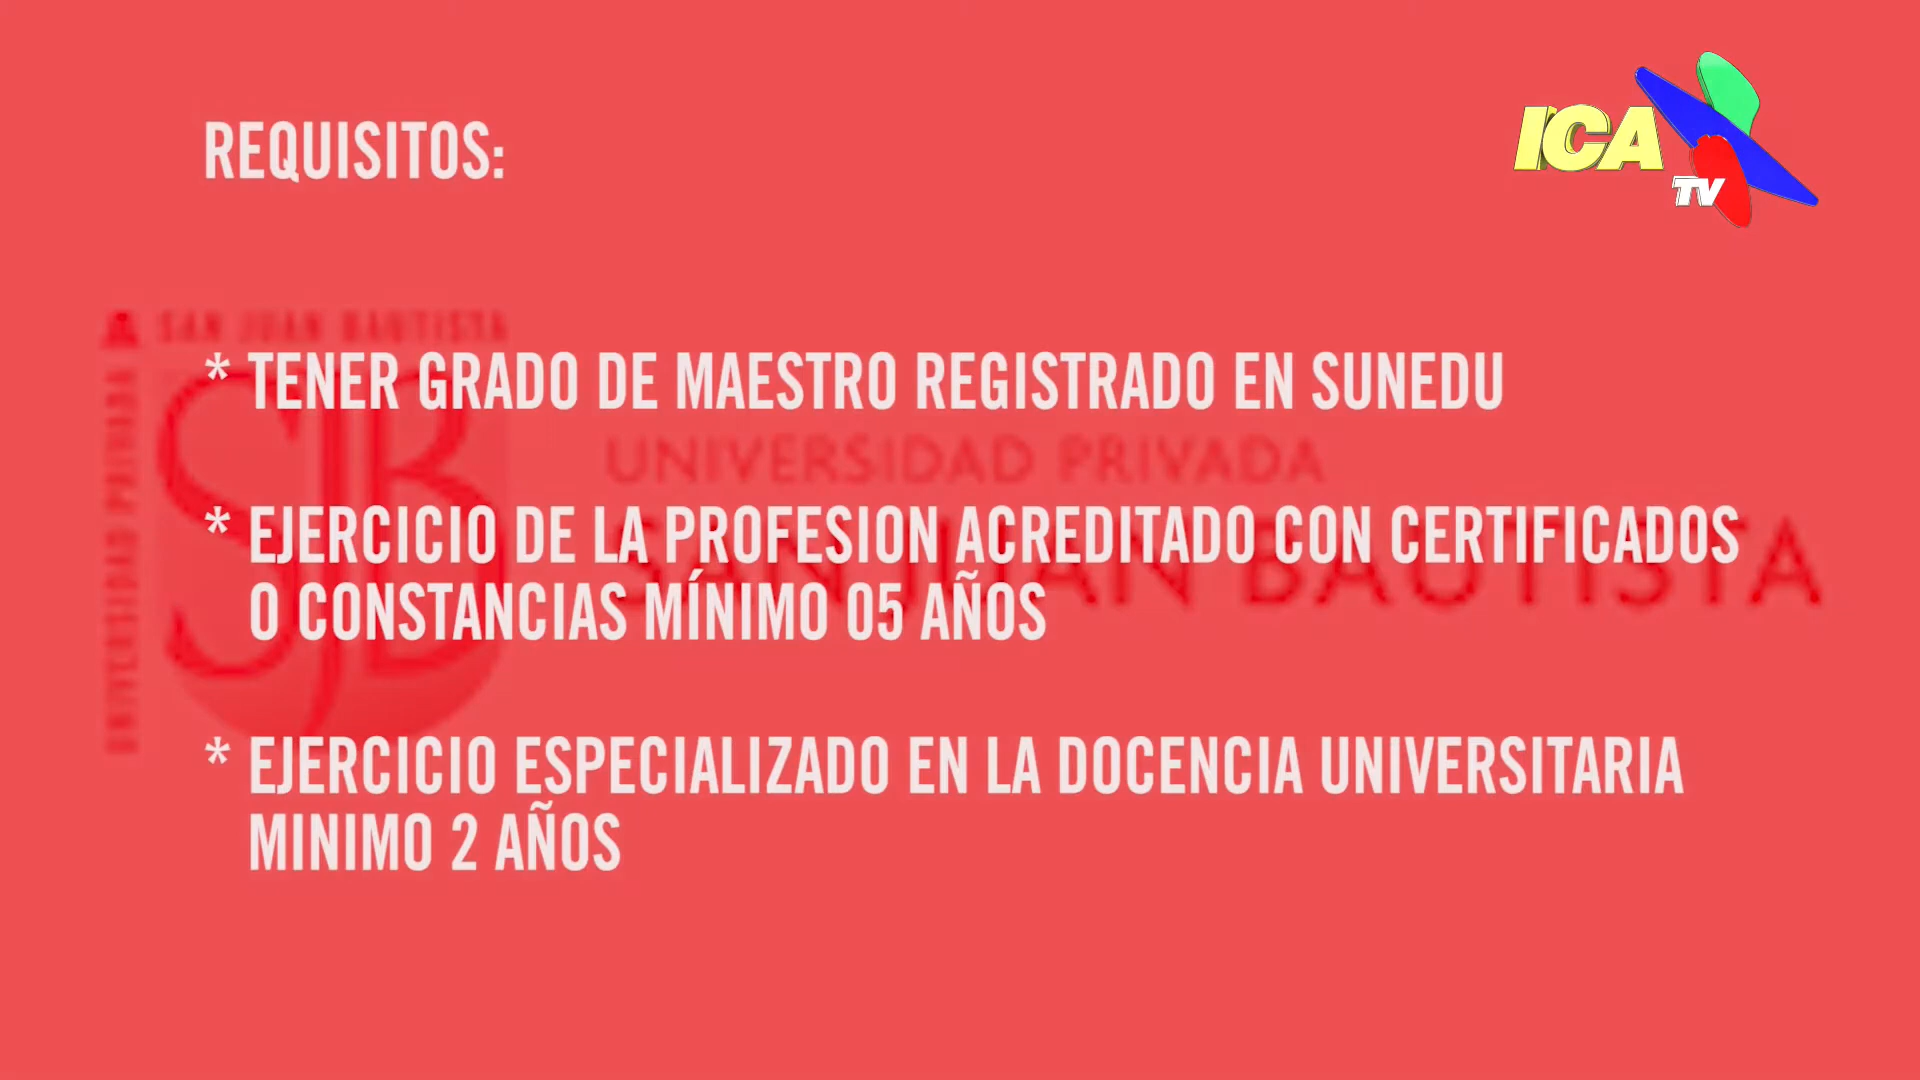 ICA
TV
REQUISITOS:
SAN JUAN BAUTISTA
* TENER GRADO DE MAESTRO REGISTRADO EN SUNEDU
UNIVERSIDAD PRIVADA
SJB
UNIVERSIDAD PRIVADA
* EJERCICIO DE LA PROFESION ACREDITADO CON CERTIFICADOS
SAN JUAN BAUTISTA
O CONSTANCIAS MÍNIMO 05 AÑOS
* EJERCICIO ESPECIALIZADO EN LA DOCENCIA UNIVERSITARIA
MINIMO 2 AÑOS